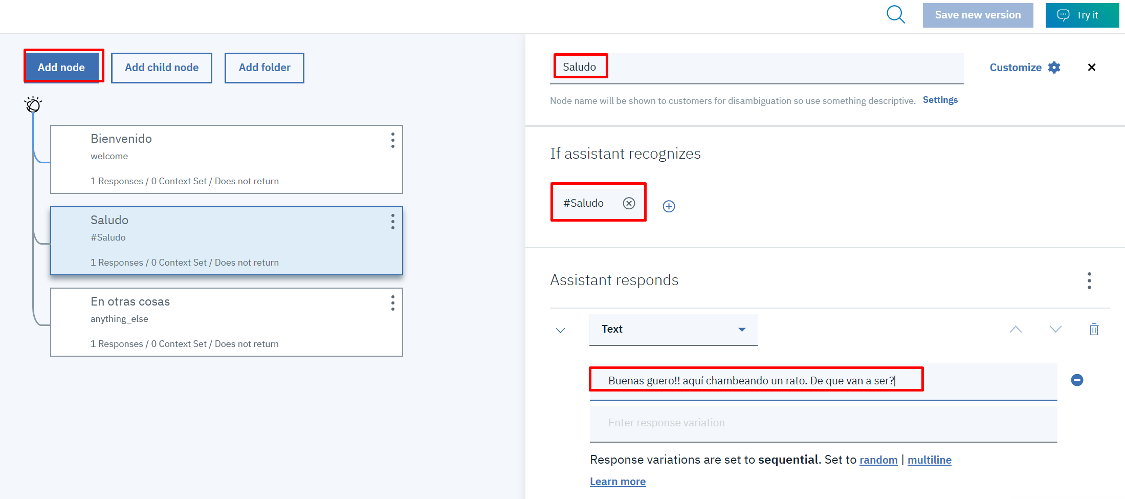 Save new version
Try it
Add node
Add child node
Add folder
Bienvenido
welcome
1 Responses / 0 Context Set / Does not return
Saludo
#Saludo
1 Responses / 0 Context Set / Does not return
En otras cosas
anything_else
1 Responses / 0 Context Set / Does not return
Saludo
Customize
Node name will be shown to customers for disambiguation so use something descriptive. Settings
If assistant recognizes
#Saludo
Assistant responds
Text
Buenas guero!! aquí chambeando un rato. De que van a ser?
Enter response variation
Response variations are set to sequential. Set to random | multiline
Learn more